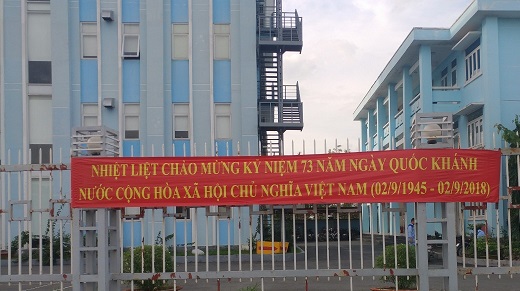 NHIỆT LIỆT CHÀO MỪNG KỶ NIỆM 73 NĂM NGÀY QUỐC KHÁNH
NƯỚC CỘNG HÒA XÃ HỘI CHỦ NGHĨA VIỆT NAM (02/9/1945 - 02/9/2018)